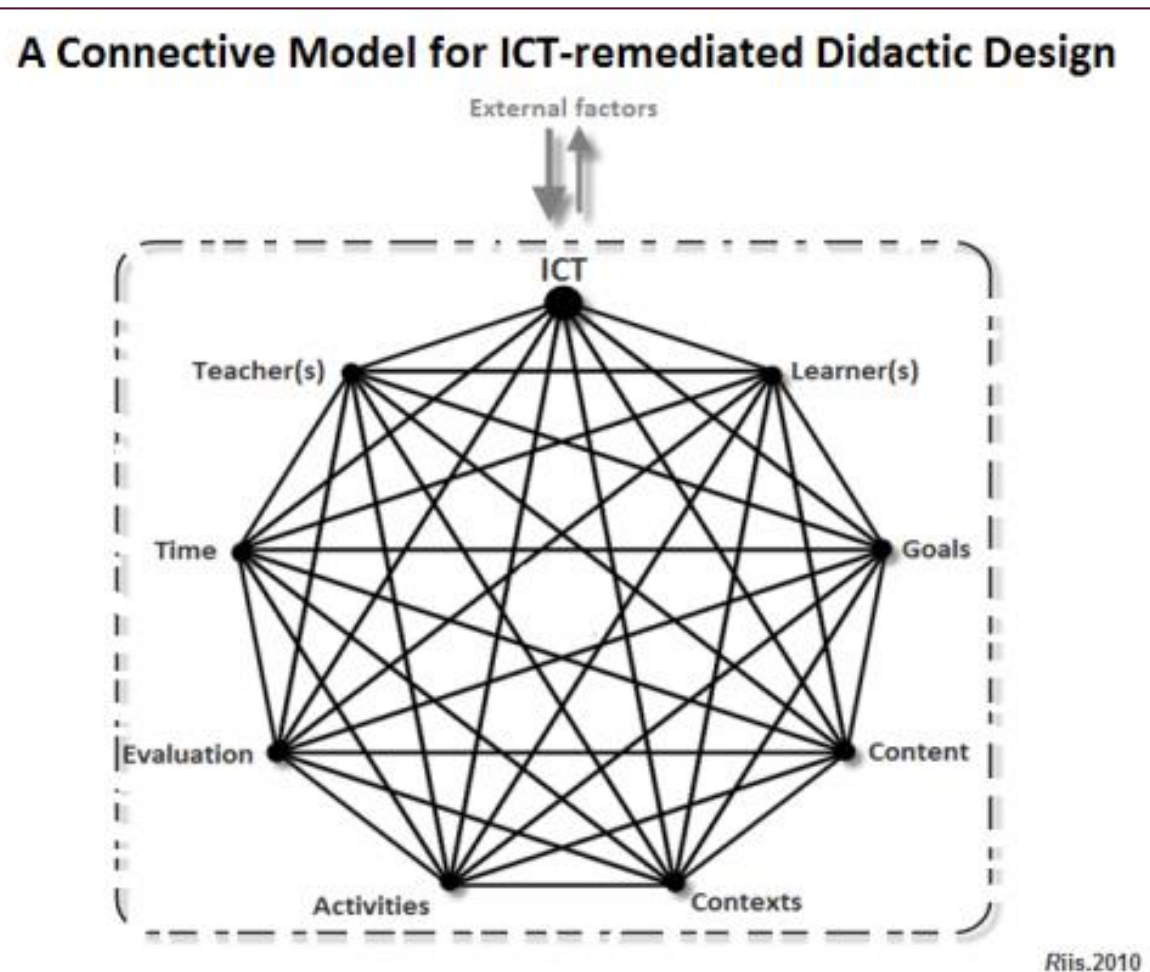 A Connective Model for ICT-remediated Didactic Design
External factors
ICT
Teacher(s)
Learner(s)
Time
Goals
Evaluation
Content
Activities
Contexts
Riis.2010